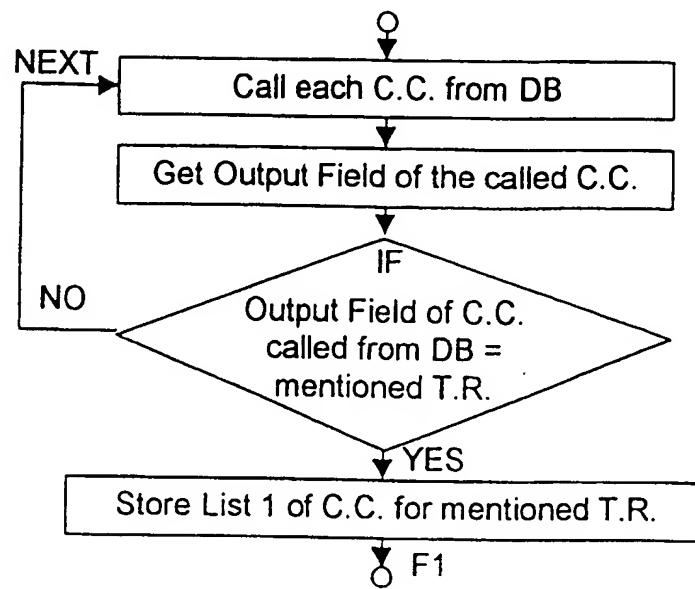 NEXT
Call each C.C. from DB
Get Output Field of the called C.C.
IF
NO
Output Field of C.C.
called from DB =
mentioned T.R.
YES
Store List 1 of C.C. for mentioned T.R.
F1